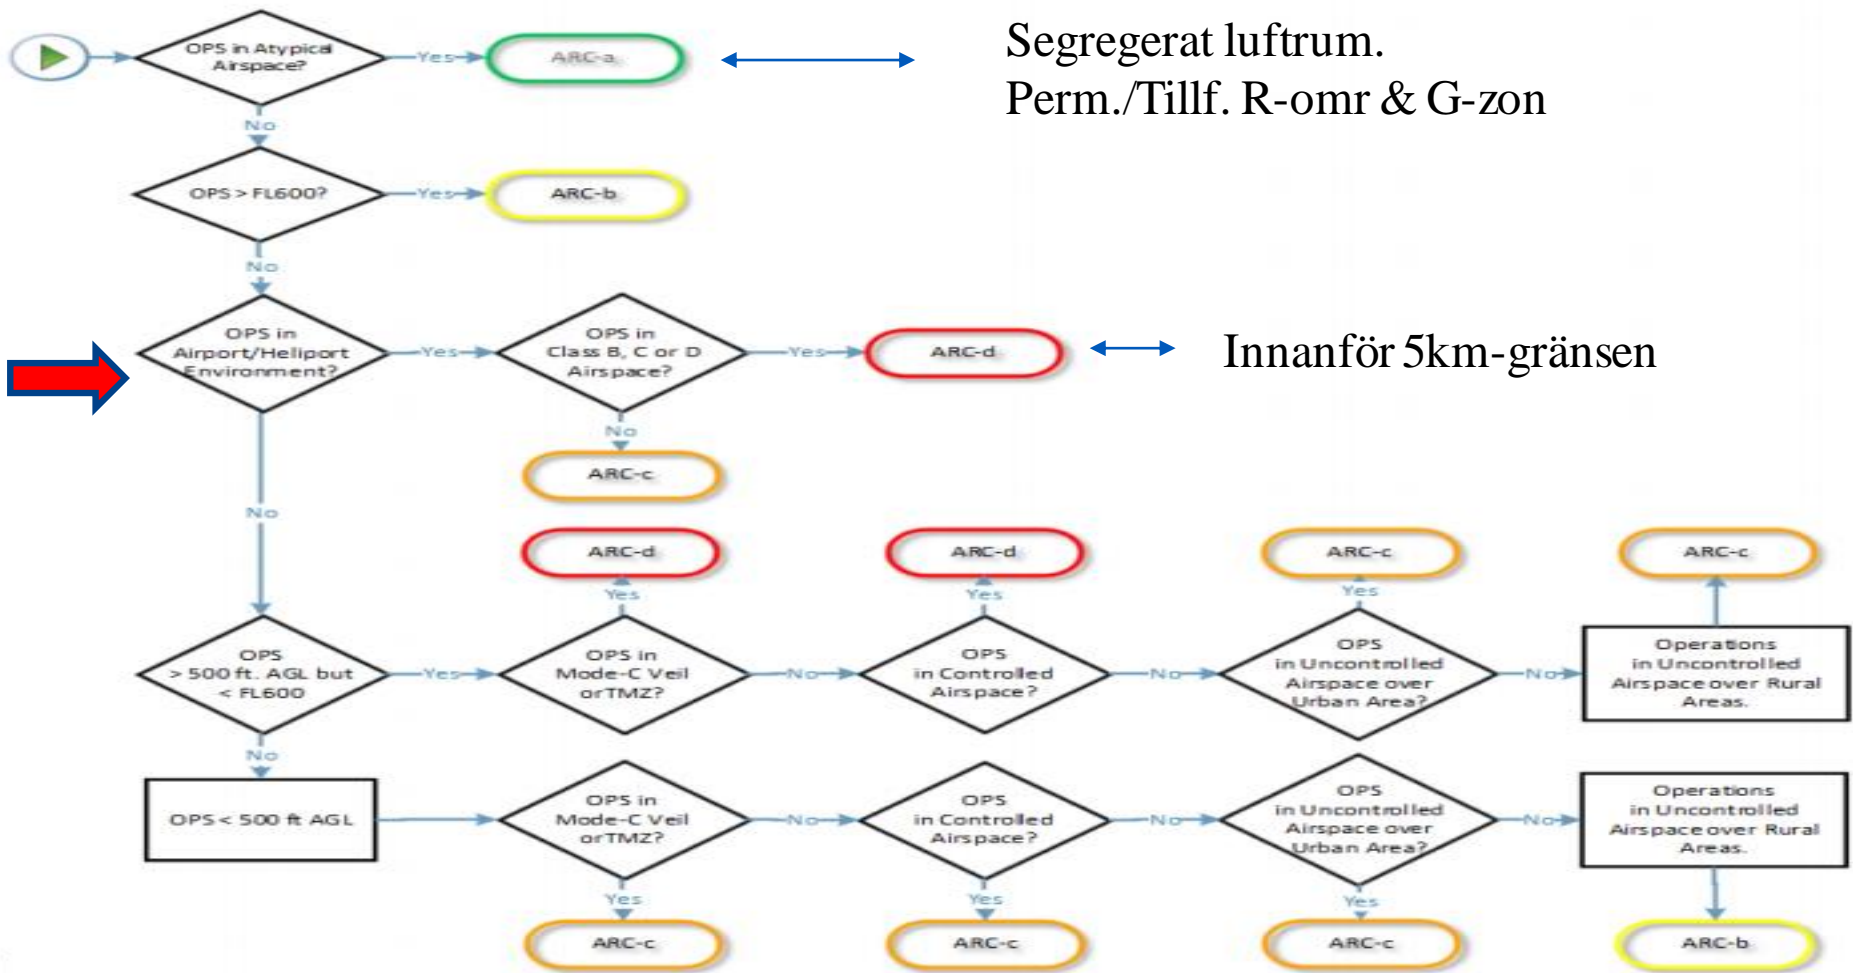 OPS in Atypical
Airspace?
Yes
ARC-a
Segregerat luftrum.
Perm./Tillf. R-omr & G-zon
No
OPS > FL600?
Yes
ARC-b
No
OPS in
Airport/Heliport
Environment?
Yes
OPS in
Class B, C or D
Airspace?
Yes
ARC-d
Innanför 5km-gränsen
No
ARC-c
No
ARC-d
ARC-d
ARC-c
ARC-c
Yes
Yes
Yes
OPS
> 500 ft. AGL but
< FL600
Yes
OPS in
Mode-C Veil
or TMZ?
No
OPS
in Controlled
Airspace?
No
OPS
in Uncontrolled
Airspace over
Urban Area?
No
Operations
in Uncontrolled
Airspace over Rural
Areas.
No
OPS < 500 ft AGL
OPS in
Mode-C Veil
or TMZ?
No
OPS
in Controlled
Airspace?
No
OPS
in Uncontrolled
Airspace over
Urban Area?
No
Operations
in Uncontrolled
Airspace over Rural
Areas.
Yes
Yes
Yes
ARC-c
ARC-c
ARC-c
ARC-b